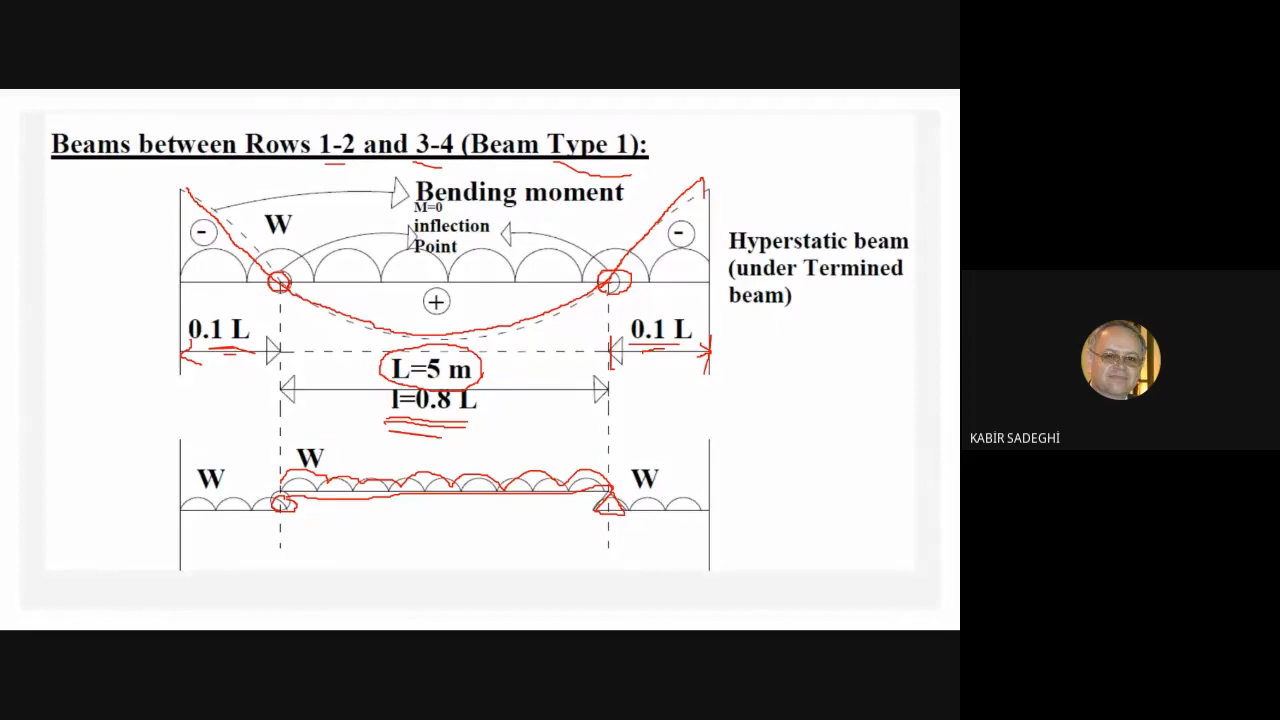 Beams between Rows 1-2 and 3-4 (Beam Type 1):
Bending moment
M=0
inflection
Point
W
-
-
Hyperstatic beam
(under Termined
beam)
+
0.1 L
0.1 L
L=5 m
l=0.8 L
W
W
W
KABİR SADEGHİ